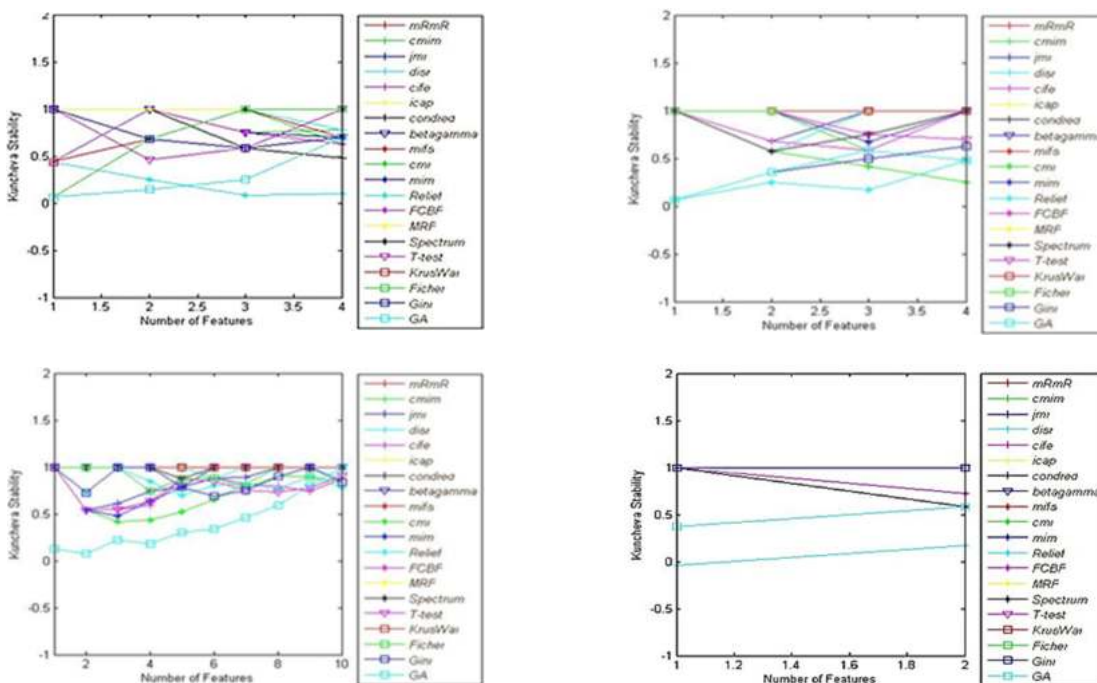 2
1.5
1
0.5
0
-0.5
-1
Kuncheva Stability
1 1.5 2 2.5 3 3.5 4
Number of Features
mRmR
cmim
jmi
disr
cife
icap
condred
betagamma
mifs
cmi
mim
Relief
FCBF
MRF
Spectrum
T-test
KrusWal
Ficher
Gini
GA
2
1.5
1
0.5
0
-0.5
-1
Kuncheva Stability
1 1.5 2 2.5 3 3.5 4
Number of Features
mRmR
cmim
jmi
disr
cife
icap
condred
betagamma
mifs
cmi
mim
Relief
FCBF
MRF
Spectrum
T-test
KrusWal
Ficher
Gini
GA
2
1.5
1
0.5
0
-0.5
-1
Kuncheva Stability
2 4 6 8 10
Number of Features
mRmR
cmim
jmi
disr
cife
icap
condred
betagamma
mifs
cmi
mim
Relief
FCBF
MRF
Spectrum
T-test
KrusWal
Ficher
Gini
GA
2
1.5
1
0.5
0
-0.5
-1
Kuncheva Stability
1 1.2 1.4 1.6 1.8 2
Number of Features
mRmR
cmim
jmi
disr
cife
icap
condred
betagamma
mifs
cmi
mim
Relief
FCBF
MRF
Spectrum
T-test
KrusWal
Ficher
Gini
GA